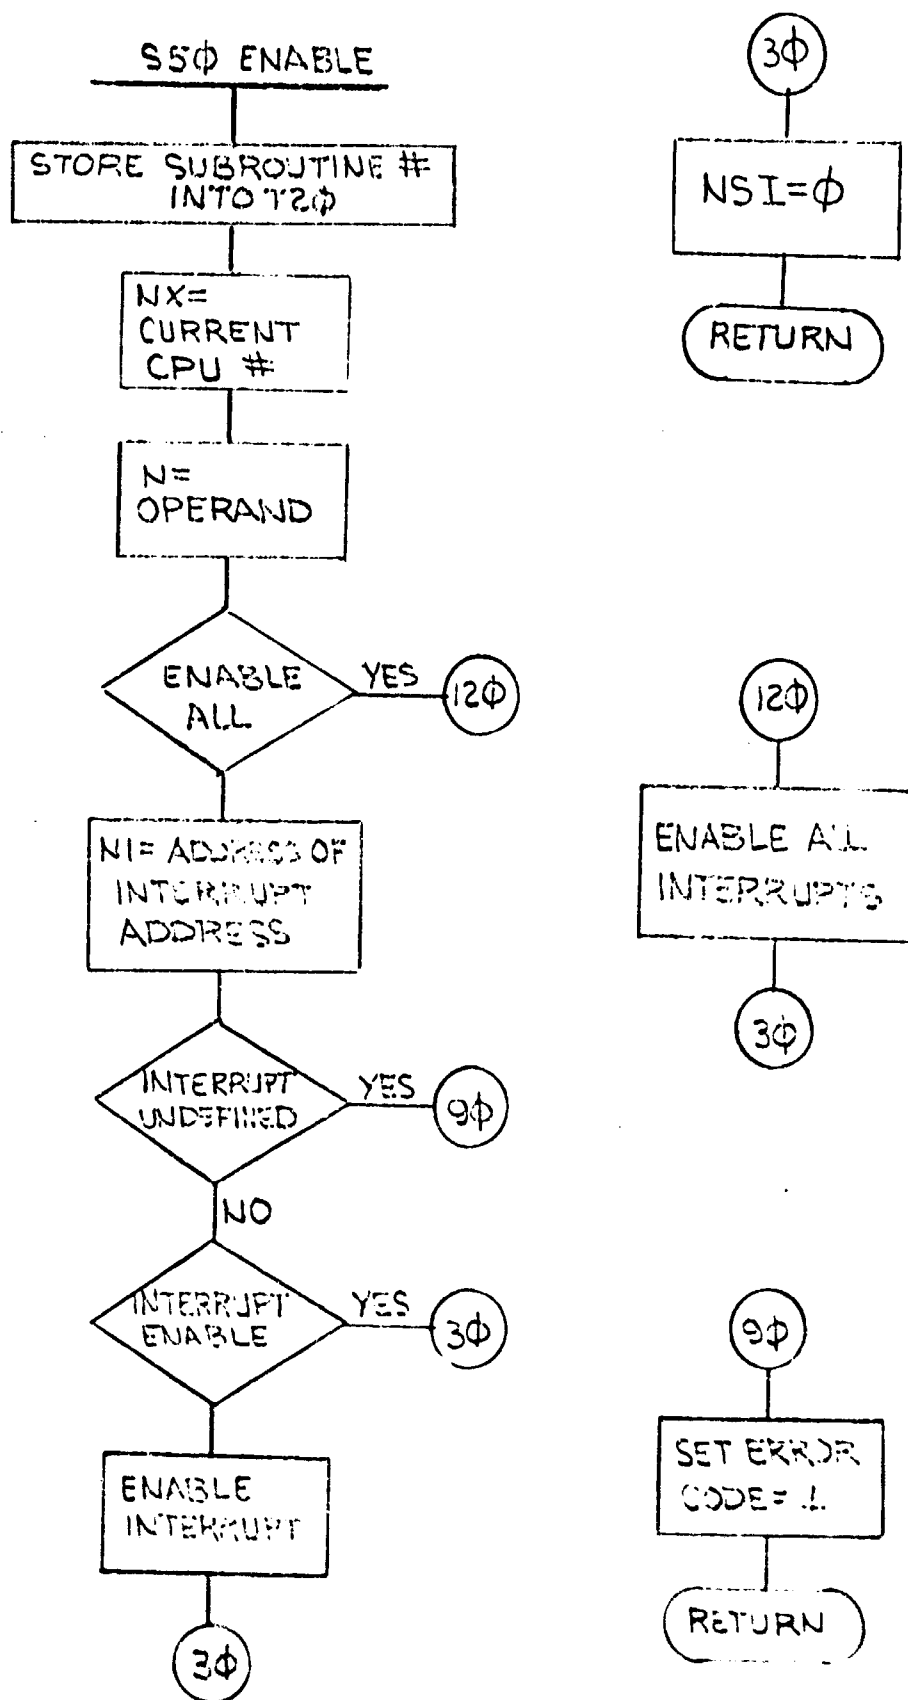 S5φ ENABLE
STORE SUBROUTINE #
INTO T2φ
NX=
CURRENT
CPU #
N=
OPERAND
ENABLE
ALL
YES
12φ
N1= ADDRESS OF
INTERRUPT
ADDRESS
INTERRUPT
UNDEFINED
YES
9φ
NO
INTERRUPT
ENABLE
YES
3φ
ENABLE
INTERRUPT
3φ
3φ
NSI=φ
RETURN
12φ
ENABLE ALL
INTERRUPTS
3φ
9φ
SET ERROR
CODE= 1
RETURN